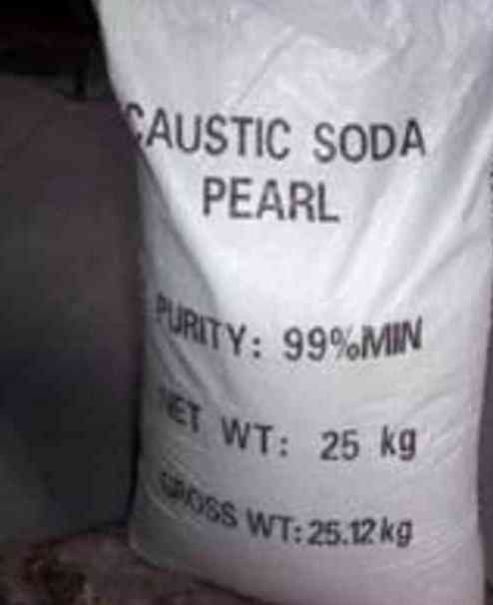 CAUSTIC SODA
PEARL
PURITY: 99%MIN
NET WT: 25 kg
GROSS WT: 25.12kg